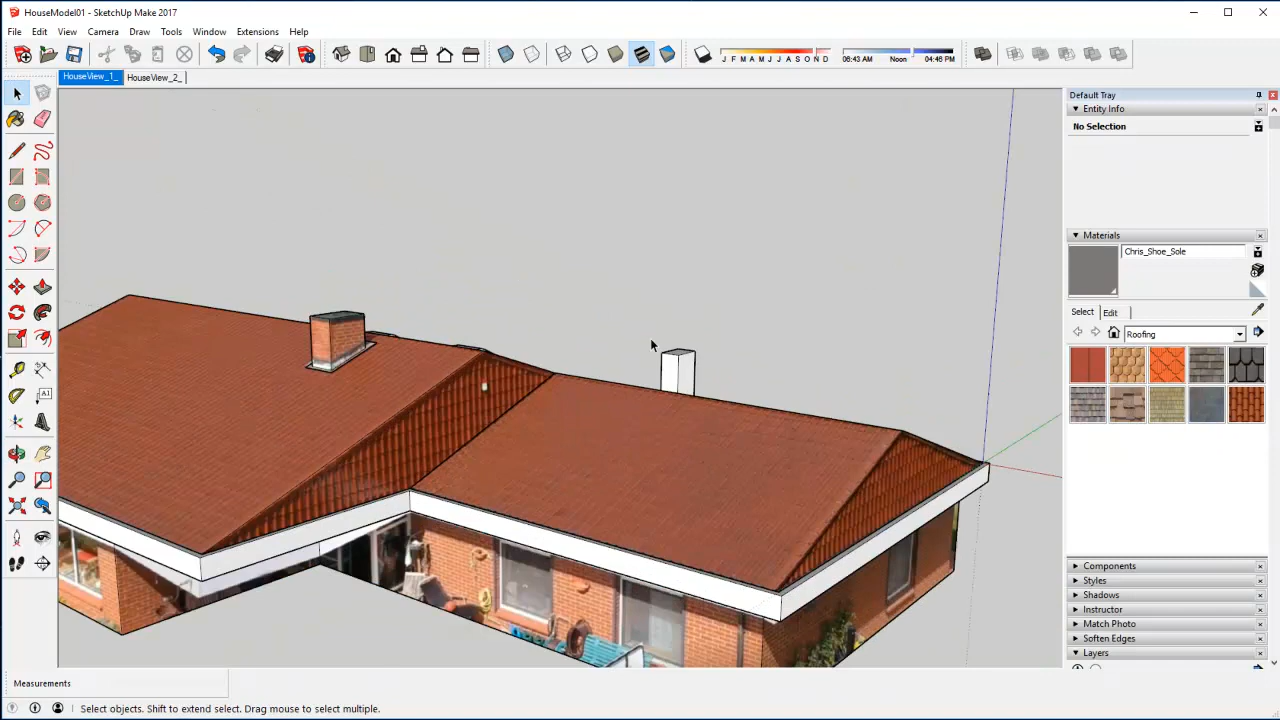 HouseModel01 - SketchUp Make 2017
File Edit View Camera Draw Tools Window Extensions Help
J F M A M J J A S O N D
06:43 AM Noon 04:46 PM
HouseView_1_ HouseView_2_
Default Tray
Entity Info
No Selection
Materials
Chris_Shoe_Sole
Select Edit
Roofing
Components
Styles
Shadows
Instructor
Match Photo
Soften Edges
Layers
Measurements
Select objects. Shift to extend select. Drag mouse to select multiple.